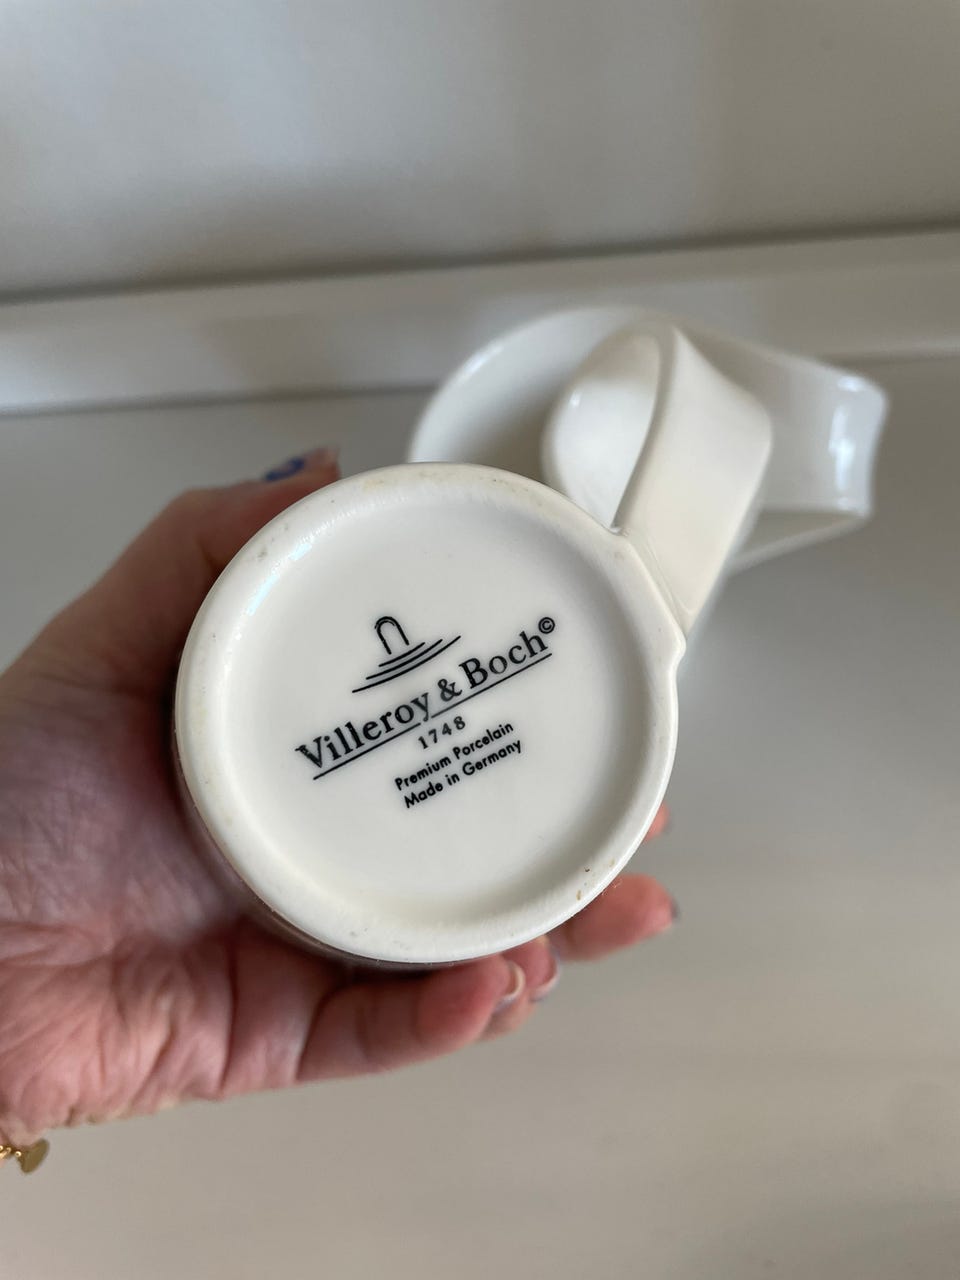 Villeroy & Boch©
1748
Premium Porcelain
Made in Germany